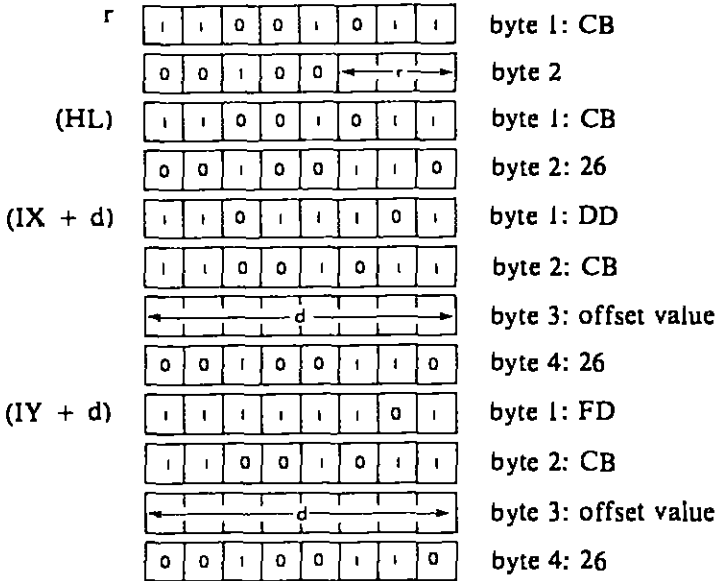 r 1 1 0 0 1 0 1 1 byte 1: CB
0 0 1 0 0 r byte 2
(HL) 1 1 0 0 1 0 1 1 byte 1: CB
0 0 1 0 0 1 1 0 byte 2: 26
(IX + d) 1 1 0 1 1 1 0 1 byte 1: DD
1 1 0 0 1 0 1 1 byte 2: CB
d byte 3: offset value
0 0 1 0 0 1 1 0 byte 4: 26
(IY + d) 1 1 1 1 1 1 0 1 byte 1: FD
1 1 0 0 1 0 1 1 byte 2: CB
d byte 3: offset value
0 0 1 0 0 1 1 0 byte 4: 26